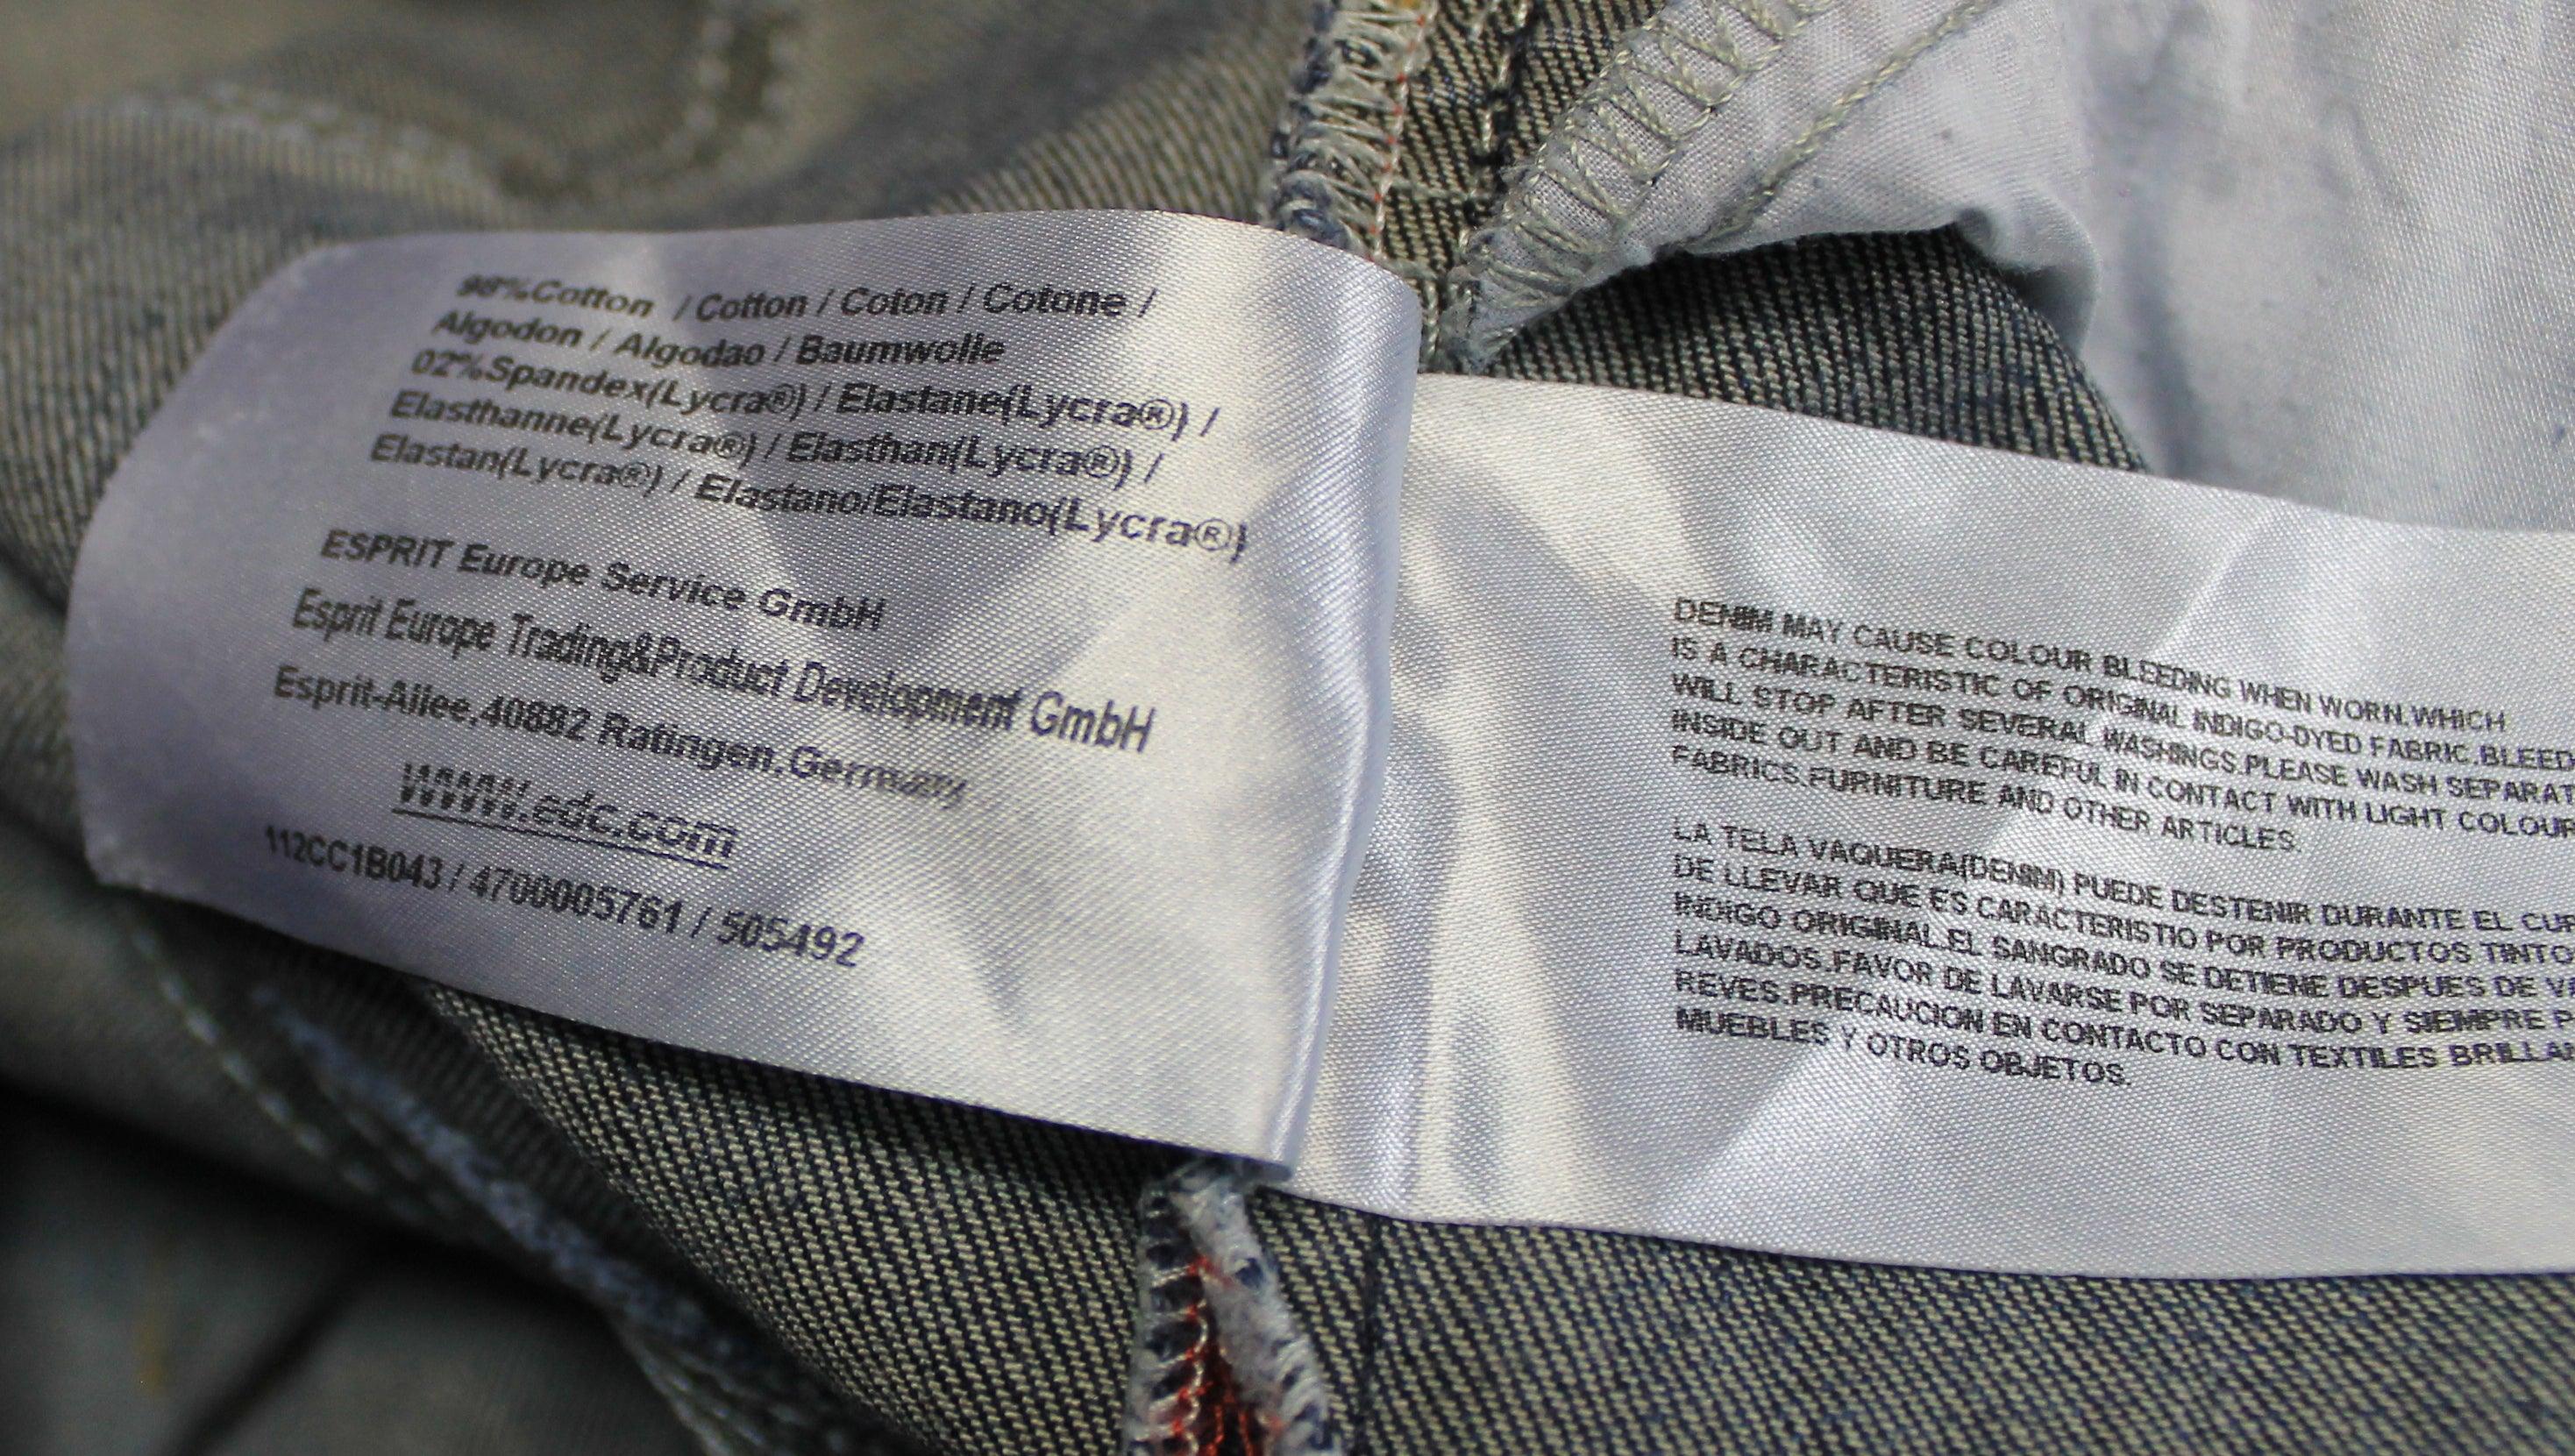 98%Cotton / Cotton / Coton / Cotone /
Algodon / Algodao / Baumwolle
02%Spandex(Lycra®) / Elastane(Lycra®) /
Elasthanne(Lycra®) / Elasthan(Lycra®) /
Elastan(Lycra®) / Elastano/Elastano(Lycra®)
ESPRIT Europe Service GmbH
Esprit Europe Trading&Product Development GmbH
Esprit-Allee,40882 Ratingen,Germany
www.edc.com
112CC1B043 / 4700005761 / 505492
DENIM MAY CAUSE COLOUR BLEEDING WHEN WORN.WHICH
IS A CHARACTERISTIC OF ORIGINAL INDIGO-DYED FABRIC.BLEED
WILL STOP AFTER SEVERAL WASHINGS.PLEASE WASH SEPARAT
INSIDE OUT AND BE CAREFUL IN CONTACT WITH LIGHT COLOUR
FABRICS.FURNITURE AND OTHER ARTICLES.
LA TELA VAQUERA(DENIM) PUEDE DESTENIR DURANTE EL CUR
DE LLEVAR QUE ES CARACTERISTIO POR PRODUCTOS TINTO
INDIGO ORIGINAL.EL SANGRADO SE DETIENE DESPUES DE V
LAVADOS.FAVOR DE LAVARSE POR SEPARADO Y SIEMPRE
REVES.PRECAUCION EN CONTACTO CON TEXTILES BRILLA
MUEBLES Y OTROS OBJETOS.